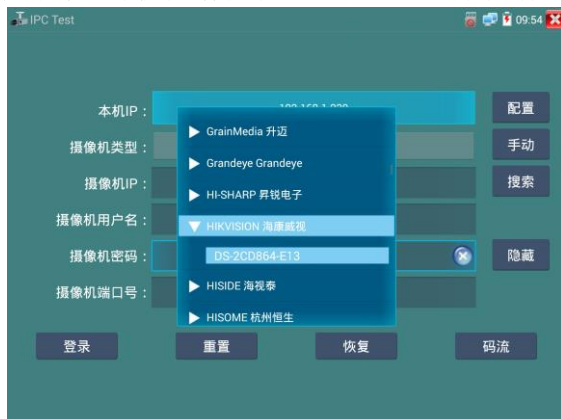 IPC Test
09:54
本机IP：
配置
GrainMedia 升迈
摄像机类型：
手动
Grandeye Grandeye
摄像机IP：
搜索
HI-SHARP 昇锐电子
摄像机用户名：
HIKVISION 海康威视
摄像机密码：
DS-2CD864-E13
隐藏
摄像机端口号：
HISIDE 海视泰
HISOME 杭州恒生
登录
重置
恢复
码流